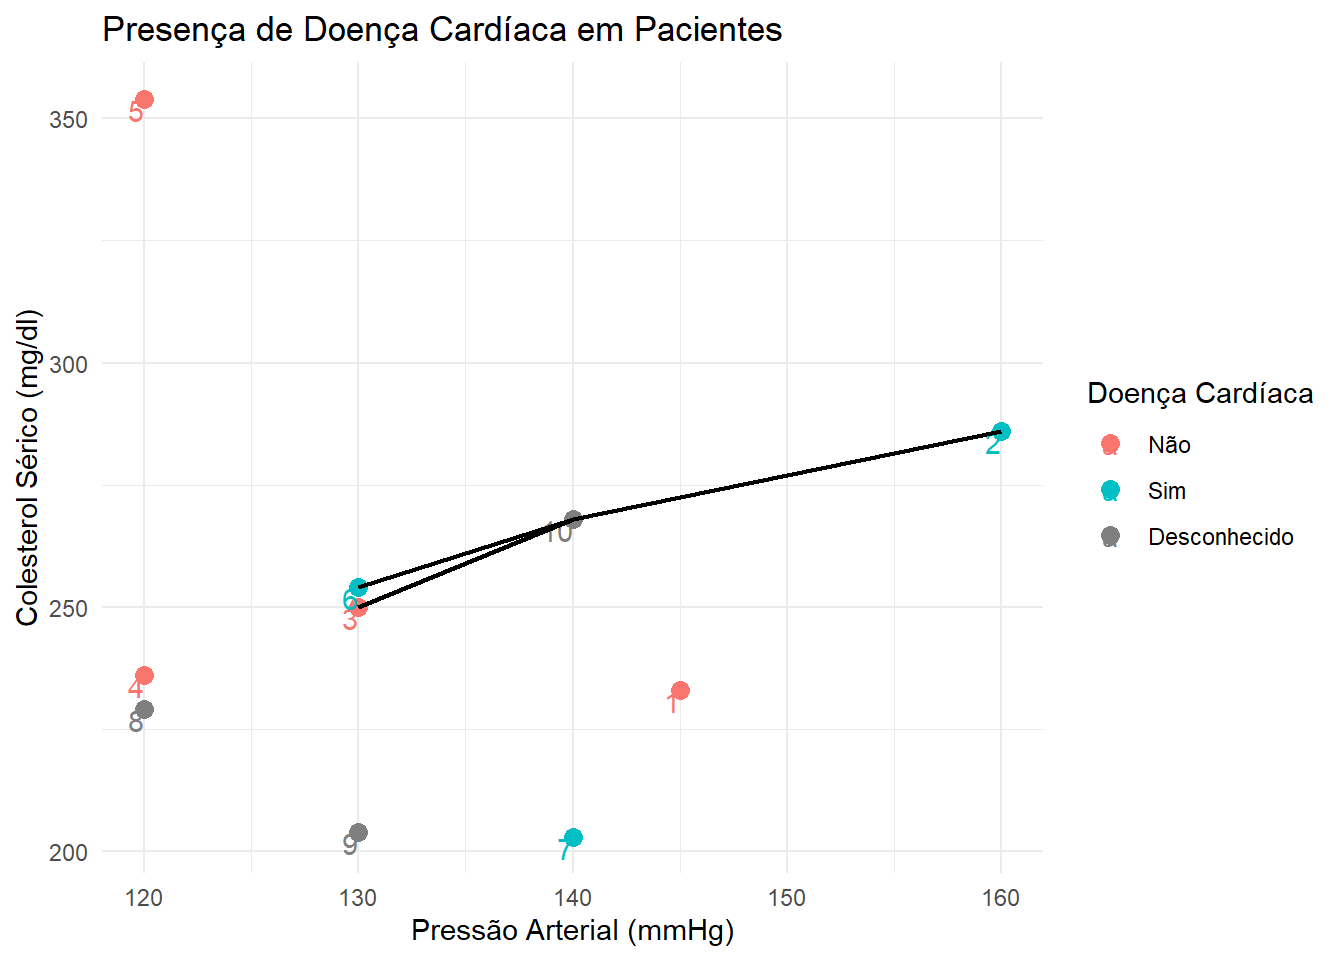 Presença de Doença Cardíaca em Pacientes
Colesterol Sérico (mg/dl)
350
300
250
200
5
2
10
6
3
4
1
8
9
7
120 130 140 150 160
Pressão Arterial (mmHg)
Doença Cardíaca
Não
Sim
Desconhecido